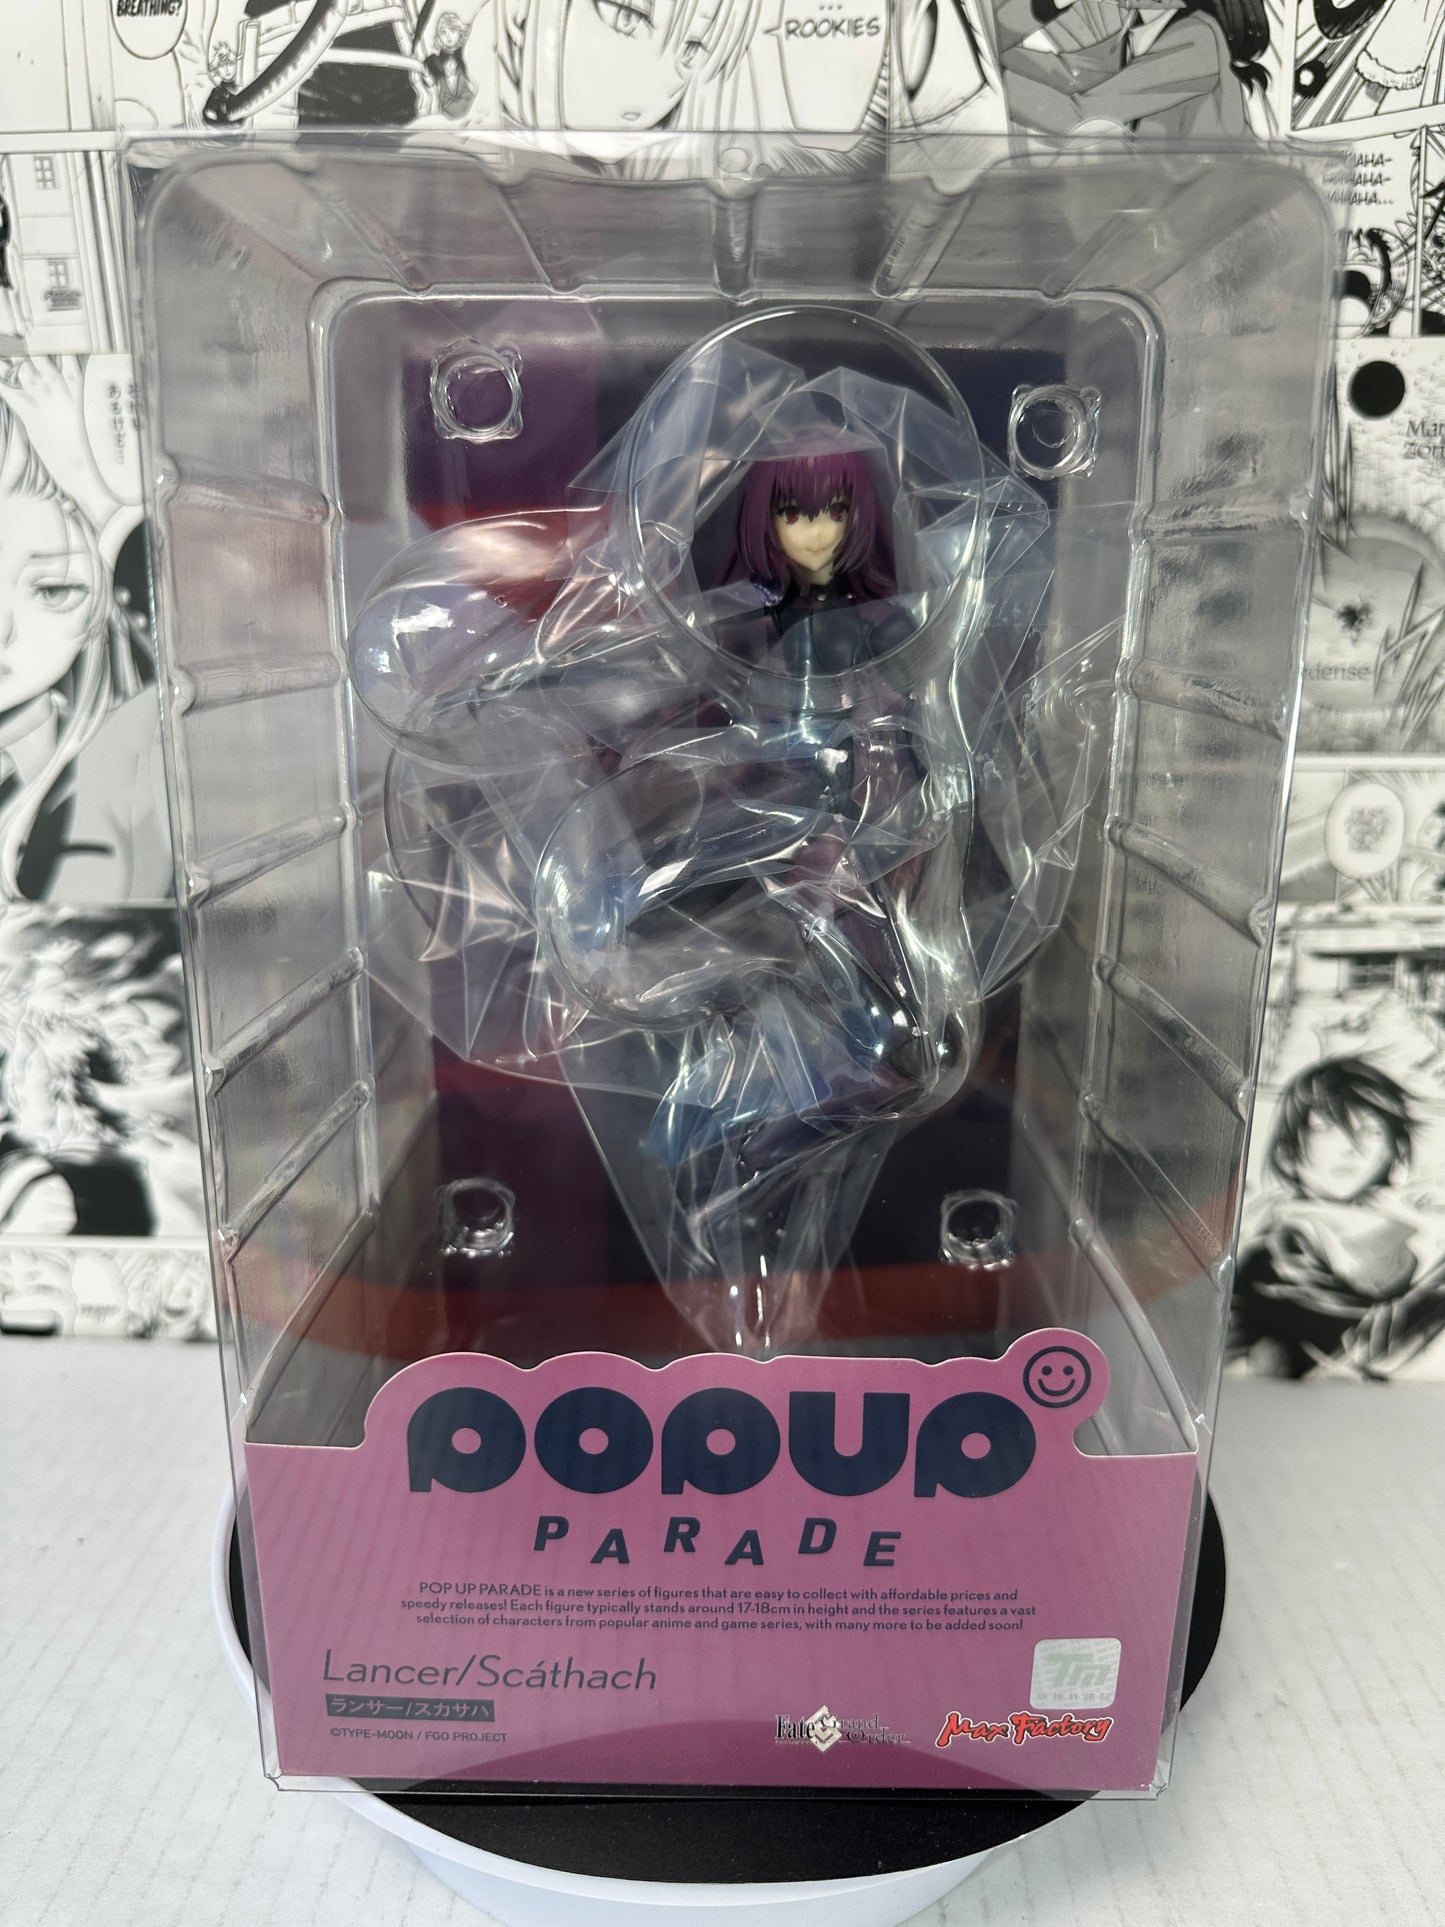 BREATHING?
...
ROOKIES
POPUP
PARADE
POP UP PARADE is a new series of figures that are easy to collect with affordable prices and
speedy releases! Each figure typically stands around 17-18cm in height and the series features a vast
selection of characters from popular anime and game series, with many more to be added soon!
Lancer/Scáthach
ランサー/スカサハ
©TYPE-MOON / FGO PROJECT
Fate Grand Order
Max Factory